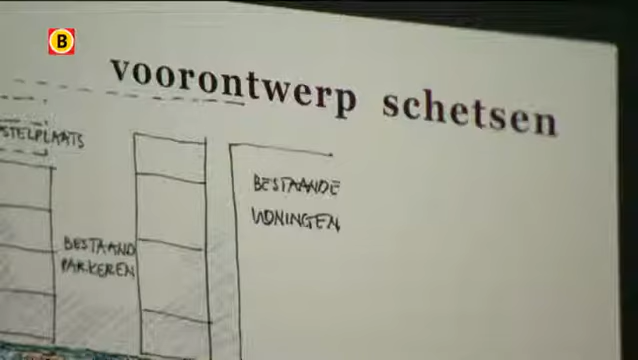 B
voorontwerp schetsen
STELPLAATS
BESTAANDE
WONINGEN
BESTAAND
PARKEREN